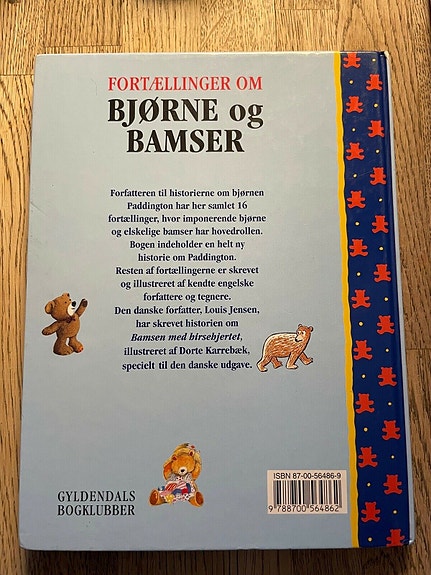 FORTÆLLINGER OM
BJØRNE og
BAMSER
Forfatteren til historierne om bjørnen
Paddington har her samlet 16
fortællinger, hvor imponerende bjørne
og elskelige bamser har hovedrollen.
Bogen indeholder en helt ny
historie om Paddington.
Resten af fortællingerne er skrevet
og illustreret af kendte engelske
forfattere og tegnere.
Den danske forfatter, Louis Jensen,
har skrevet historien om
Bamsen med hirsehjertet,
illustreret af Dorte Karrebæk,
specielt til den danske udgave.
GYLDENDALS
BOGKLUBBER
ISBN 87-00-56486-9
9 788700 564862